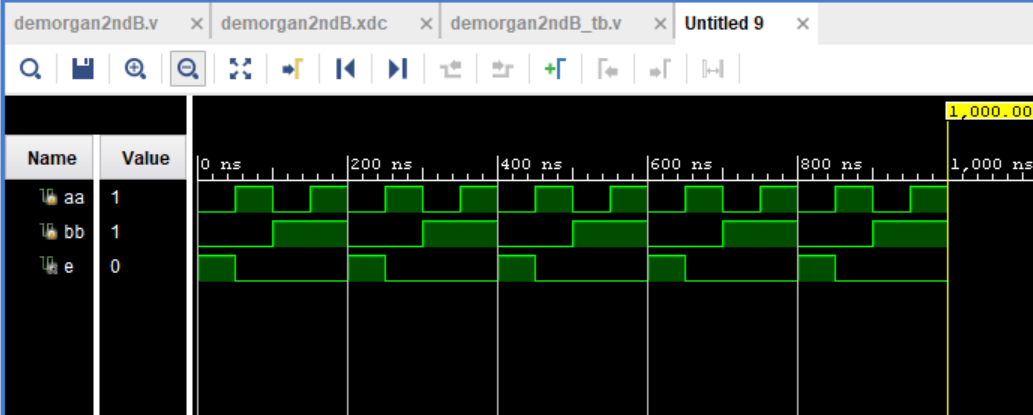 demorgan2ndB.v × demorgan2ndB.xdc × demorgan2ndB_tb.v × Untitled 9 ×
1,000.00
Name Value 0 ns 200 ns 400 ns 600 ns 800 ns 1,000 ns
aa 1
bb 1
e 0